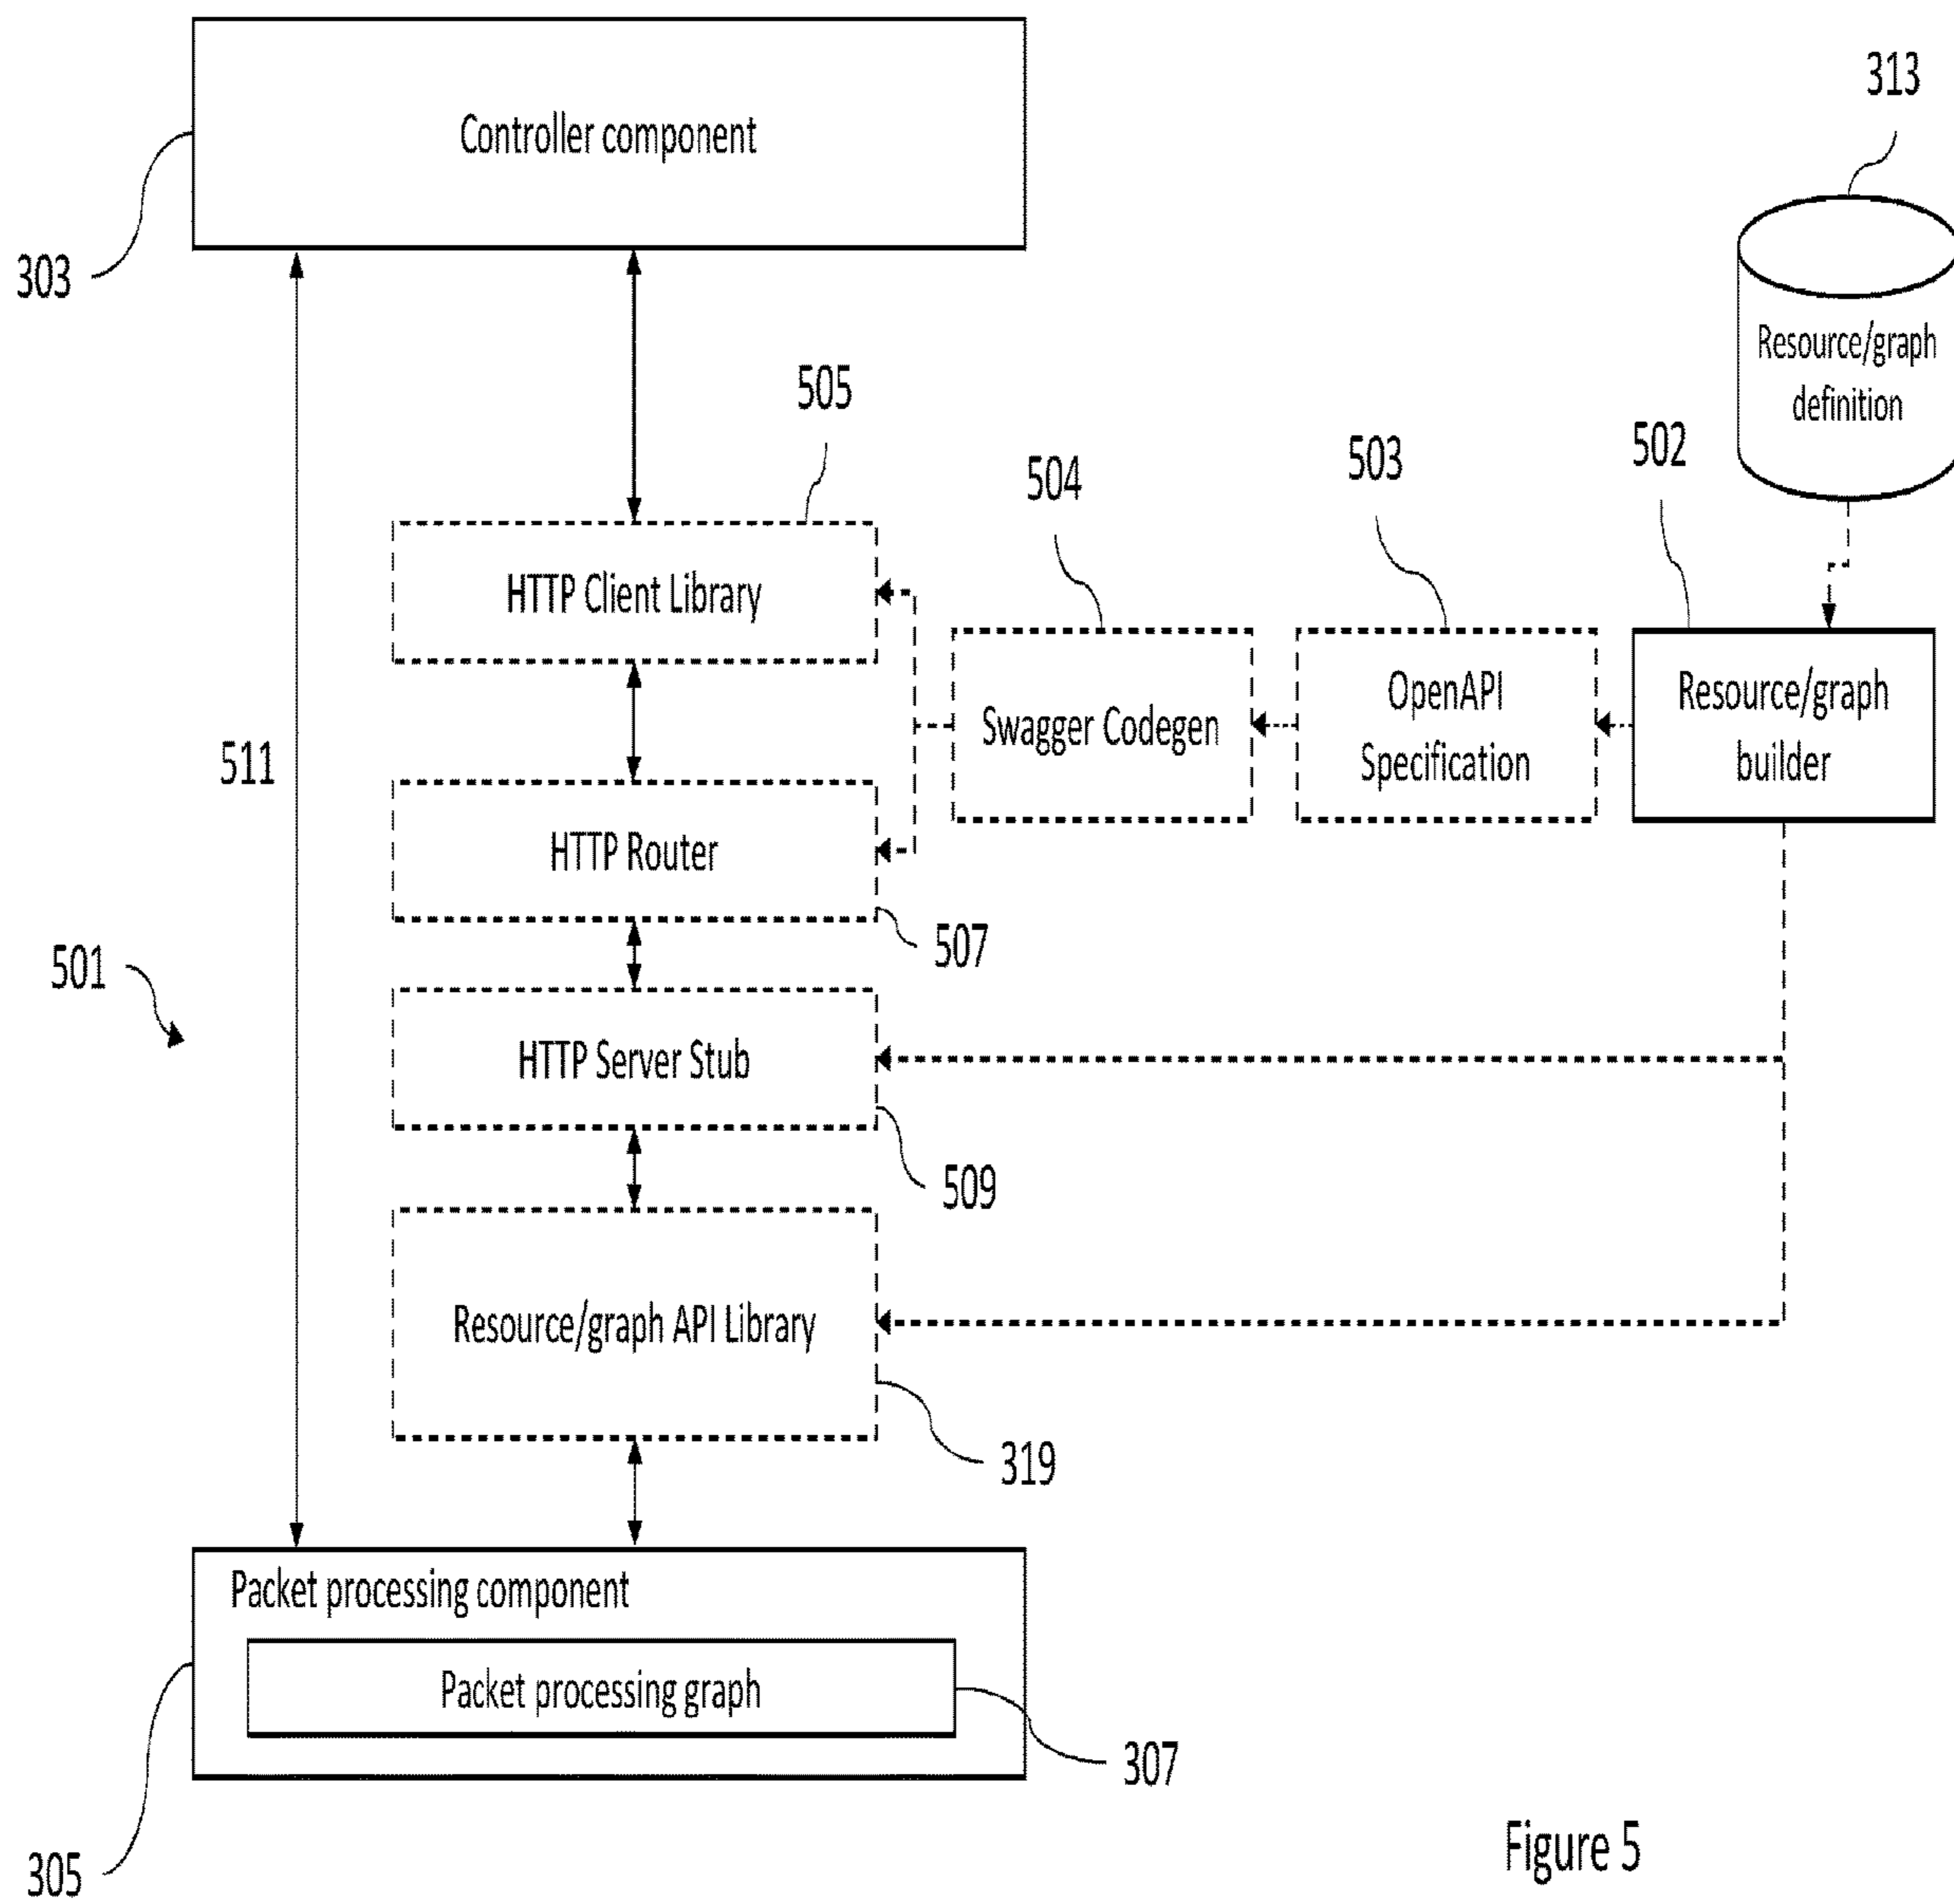 Controller component
313
303
Resource/graph
definition
505
504
503
502
HTTP Client Library
Swagger Codegen
OpenAPI
Specification
Resource/graph
builder
511
HTTP Router
507
501
HTTP Server Stub
509
Resource/graph API Library
319
Packet processing component
Packet processing graph
307
305
Figure 5